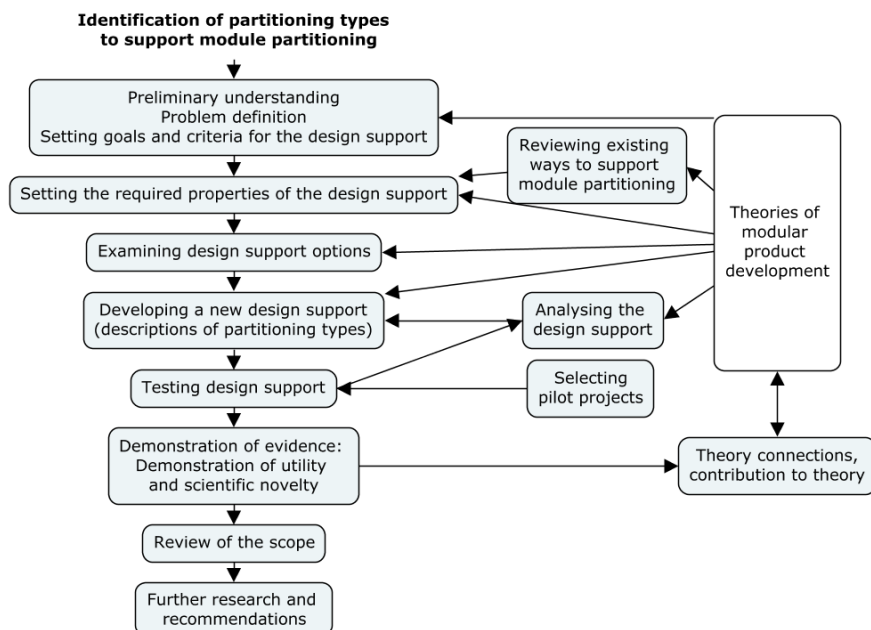 Identification of partitioning types
to support module partitioning
Preliminary understanding
Problem definition
Setting goals and criteria for the design support
Reviewing existing
ways to support
module partitioning
Setting the required properties of the design support
Theories of
modular
product
development
Examining design support options
Developing a new design support
(descriptions of partitioning types)
Analysing the
design support
Testing design support
Selecting
pilot projects
Demonstration of evidence:
Demonstration of utility
and scientific novelty
Theory connections,
contribution to theory
Review of the scope
Further research and
recommendations